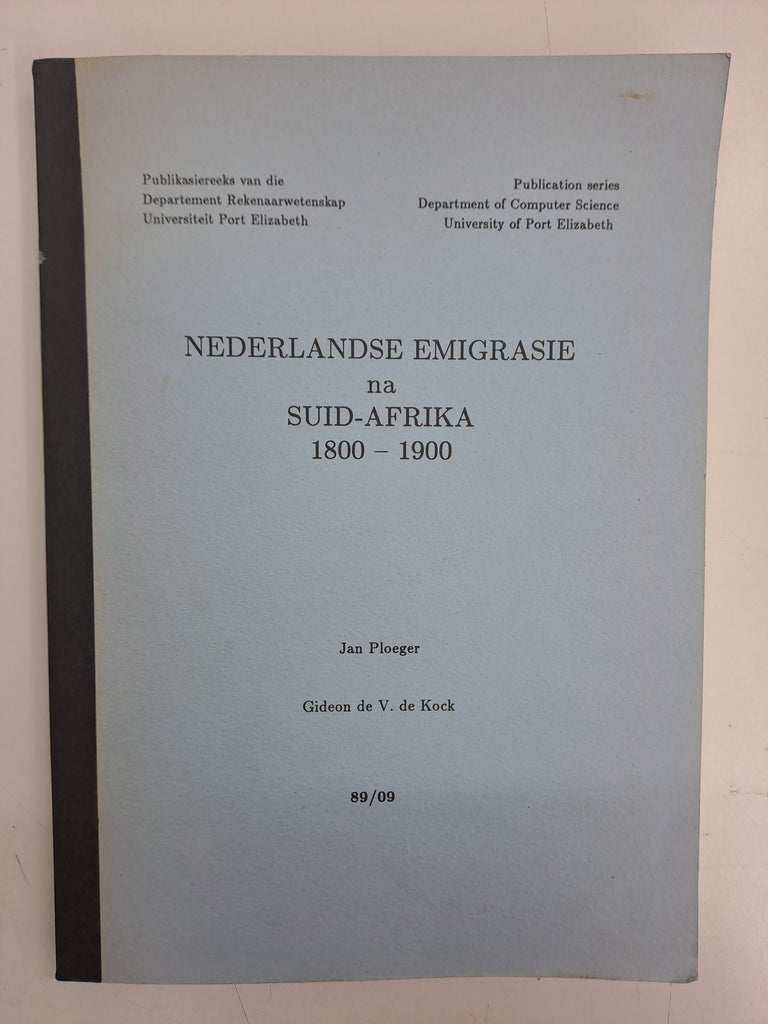 Publikasiereeks van die
Departement Rekenaarwetenskap
Universiteit Port Elizabeth
Publication series
Department of Computer Science
University of Port Elizabeth
NEDERLANDSE EMIGRASIE
na
SUID-AFRIKA
1800 – 1900
Jan Ploeger
Gideon de V. de Kock
89/09